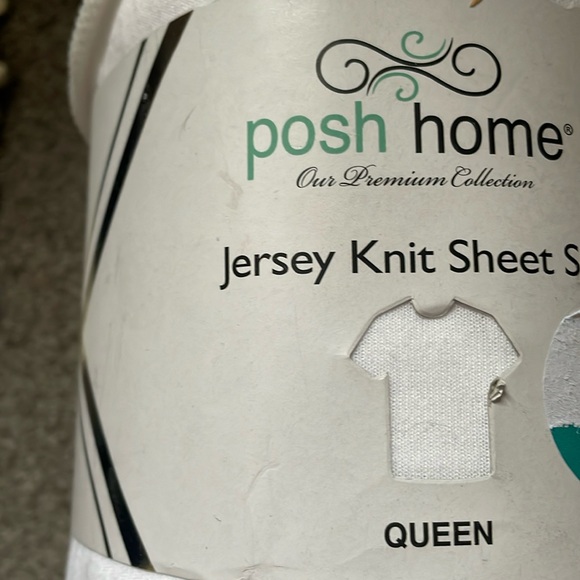 posh home®
Our Premium Collection
Jersey Knit Sheet S
QUEEN